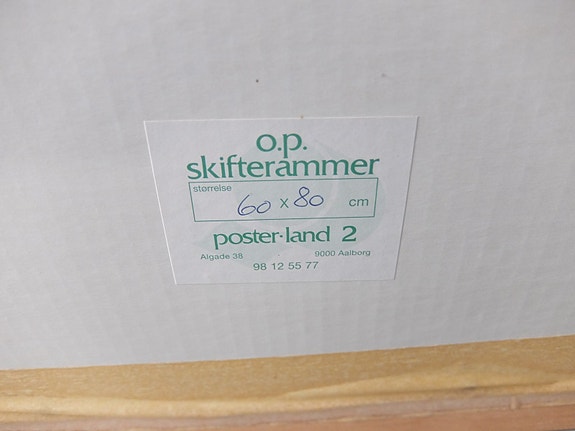 o.p.
skifterammer
størrelse
60 x 80 cm
poster·land 2
Algade 38 9000 Aalborg
98 12 55 77